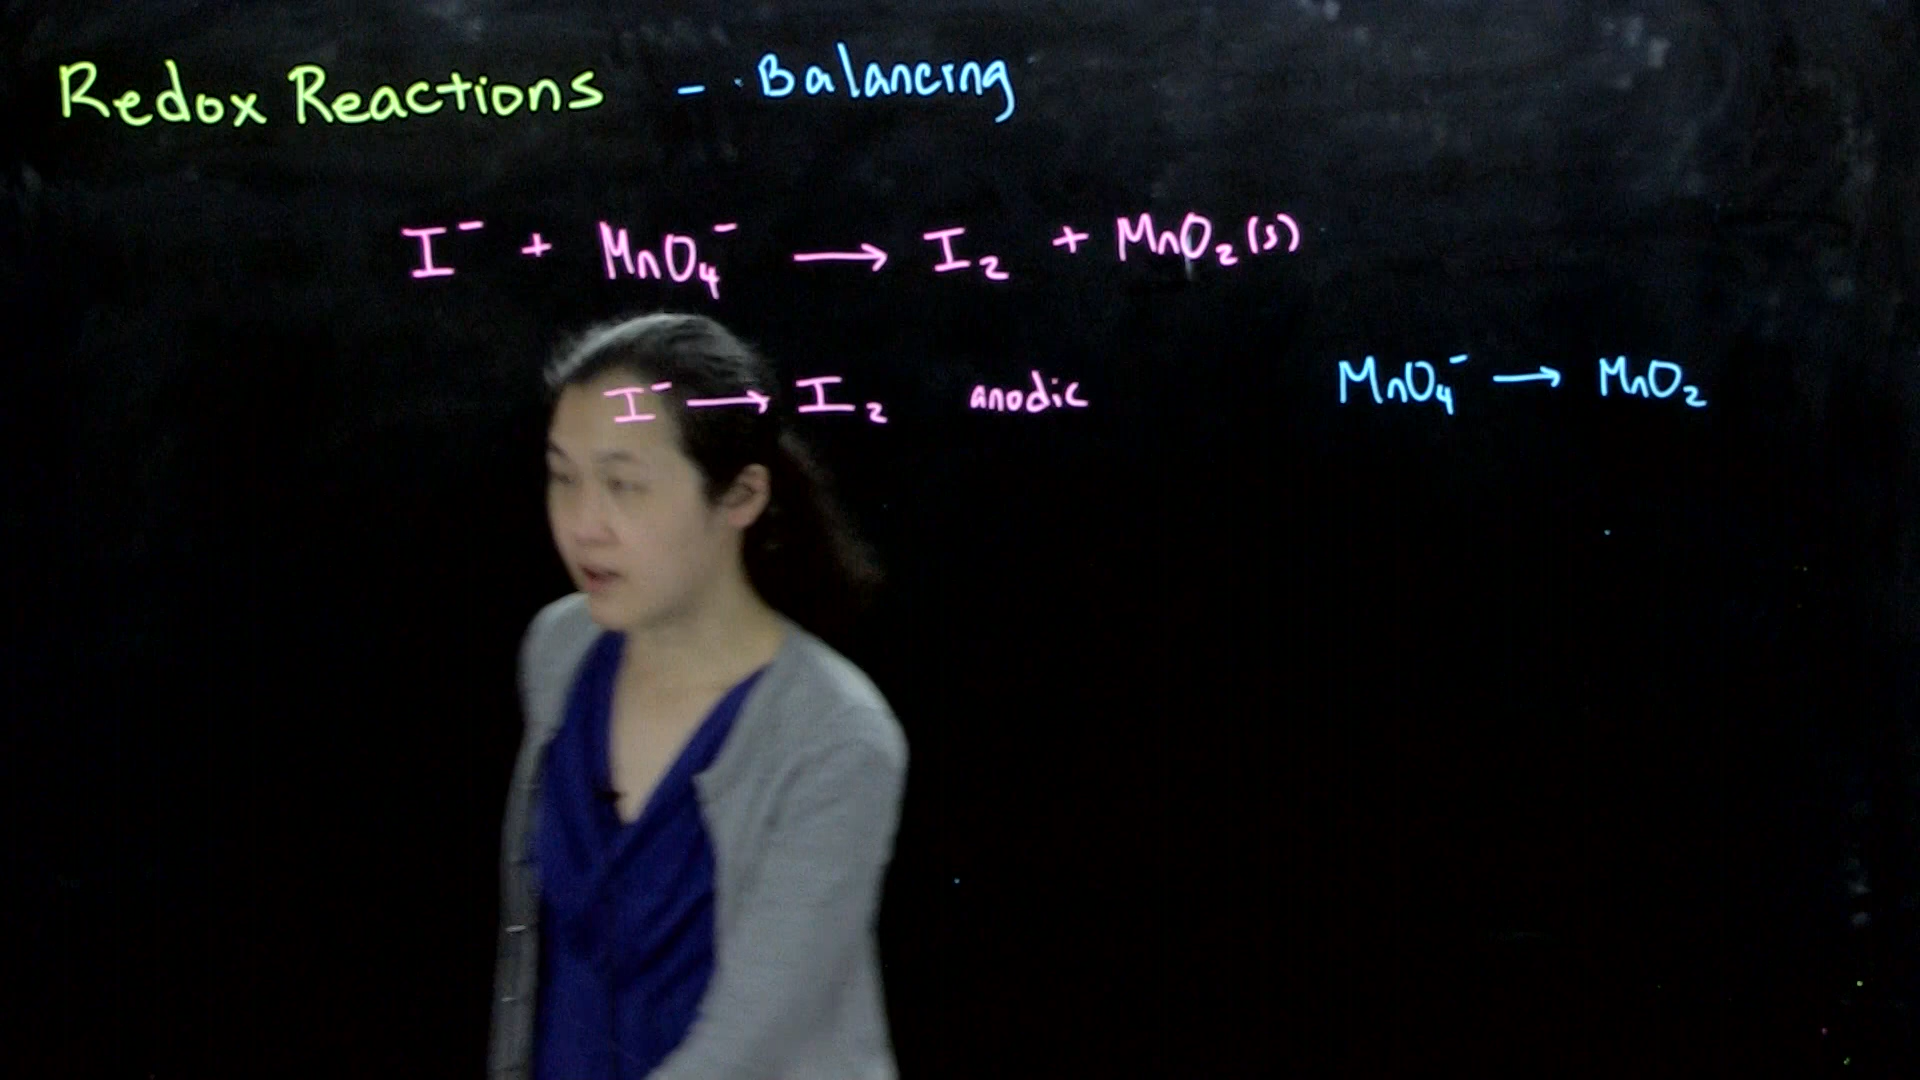 Redox Reactions - Balancing
I⁻ + MnO₄⁻ → I₂ + MnO₂(s)
I⁻ → I₂ anodic MnO₄⁻ → MnO₂